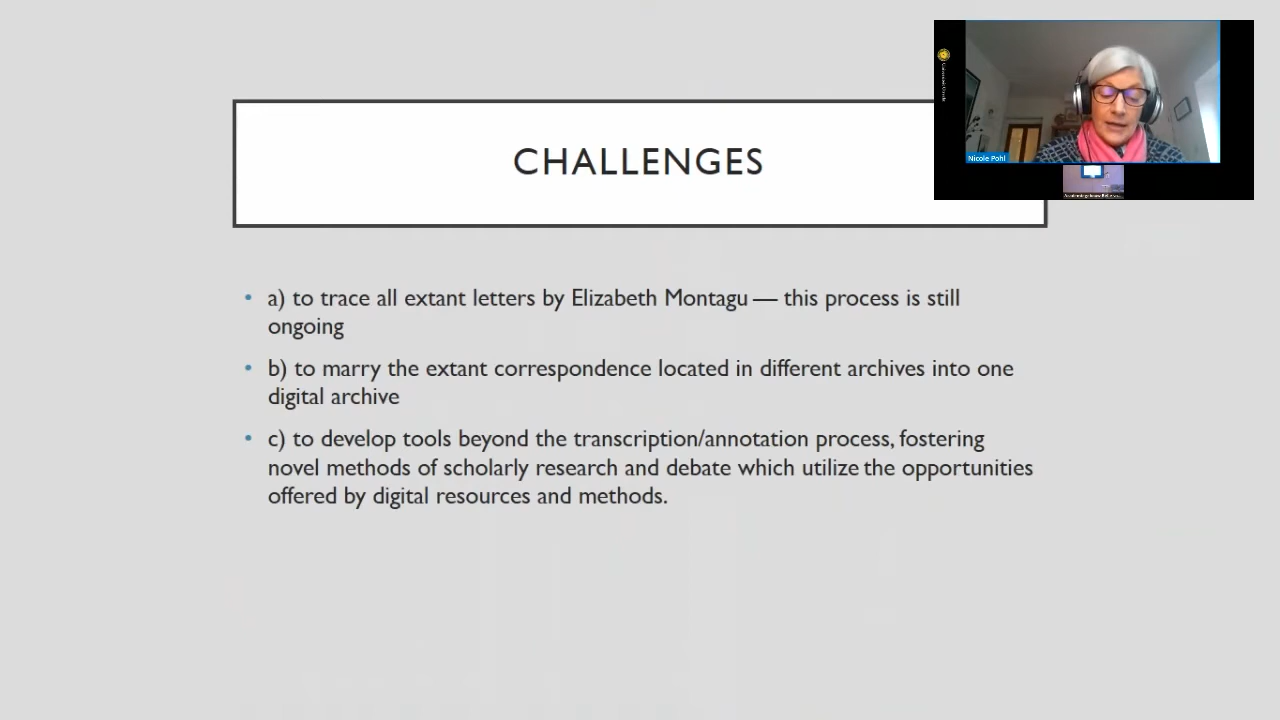 CHALLENGES
Nicole Pohl
• a) to trace all extant letters by Elizabeth Montagu — this process is still
ongoing
• b) to marry the extant correspondence located in different archives into one
digital archive
• c) to develop tools beyond the transcription/annotation process, fostering
novel methods of scholarly research and debate which utilize the opportunities
offered by digital resources and methods.